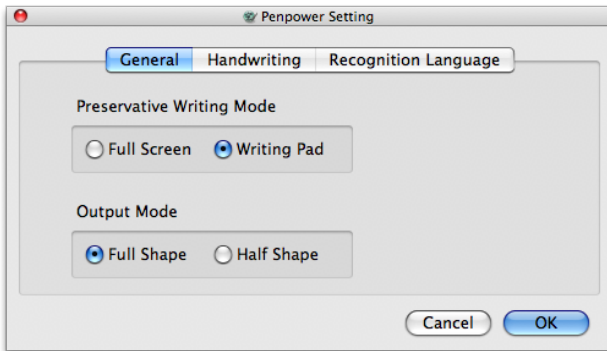 Penpower Setting
General Handwriting Recognition Language
Preservative Writing Mode
Full Screen Writing Pad
Output Mode
Full Shape Half Shape
Cancel OK